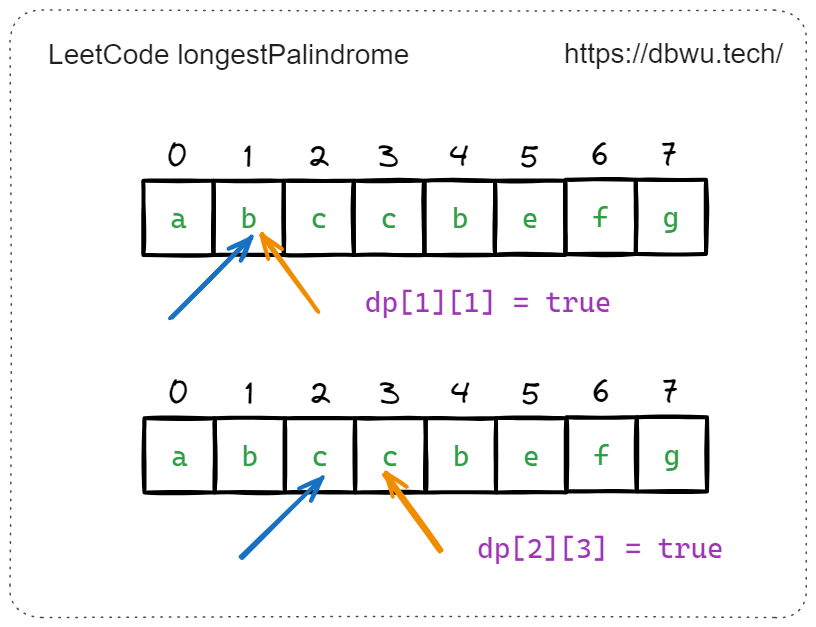 LeetCode longestPalindrome https://dbwu.tech/
0 1 2 3 4 5 6 7
a b c c b e f g
dp[1][1] = true
0 1 2 3 4 5 6 7
a b c c b e f g
dp[2][3] = true